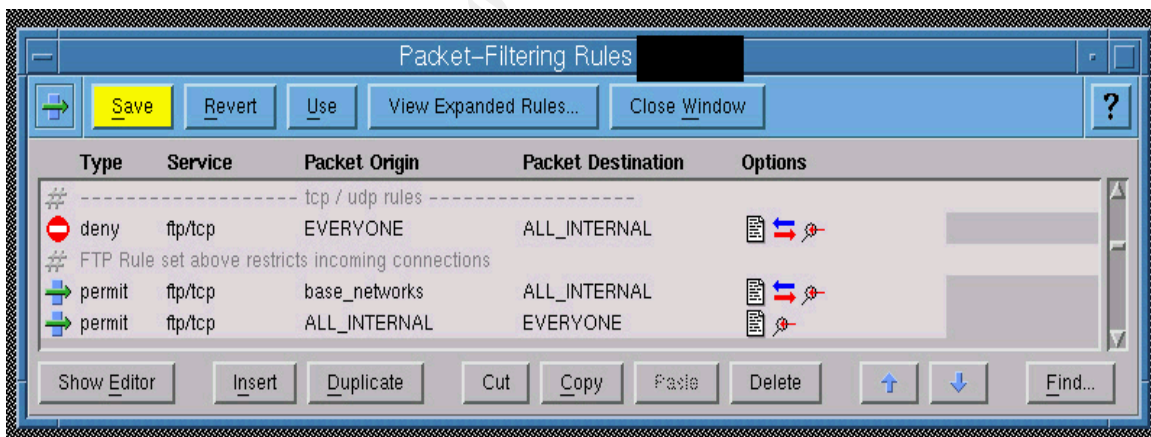 Packet-Filtering Rules
Save Revert Use View Expanded Rules... Close Window ?
Type Service Packet Origin Packet Destination Options
# ------------------- tcp / udp rules ------------------
deny ftp/tcp EVERYONE ALL_INTERNAL
# FTP Rule set above restricts incoming connections
permit ftp/tcp base_networks ALL_INTERNAL
permit ftp/tcp ALL_INTERNAL EVERYONE
Show Editor Insert Duplicate Cut Copy Paste Delete Find...